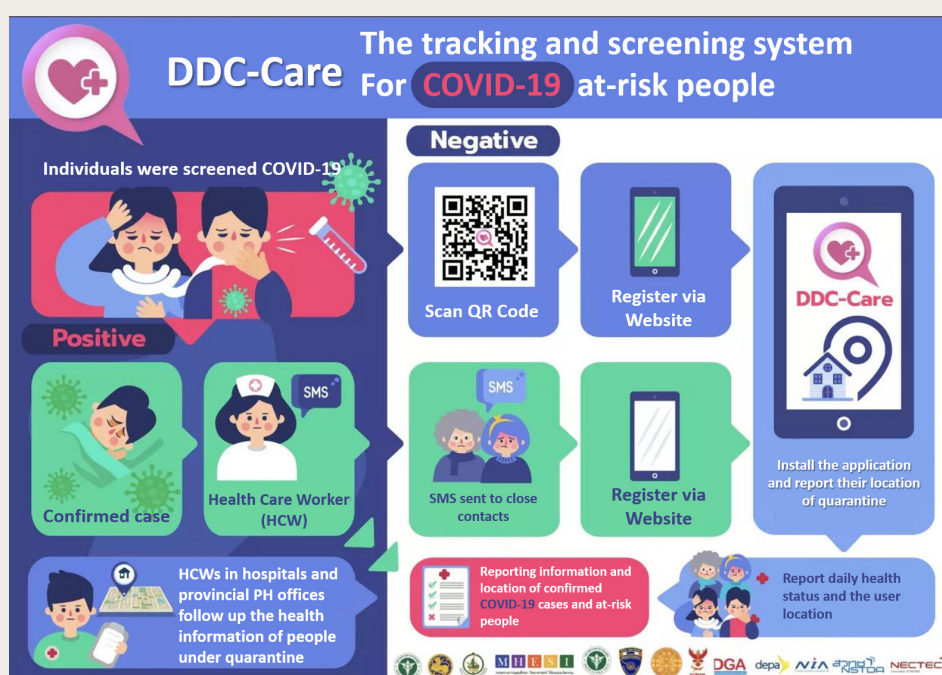 DDC-Care
The tracking and screening system
For COVID-19 at-risk people
Individuals were screened COVID-19
Negative
Scan QR Code
Register via
Website
DDC-Care
Install the application
and report their location
of quarantine
Positive
Confirmed case
SMS
Health Care Worker
(HCW)
SMS
SMS sent to close
contacts
Register via
Website
HCWs in hospitals and
provincial PH offices
follow up the health
information of people
under quarantine
Reporting information and
location of confirmed
COVID-19 cases and at-risk
people
Report daily health
status and the user
location
MHESI
DGA
depa
NIA
สวทช
NSTDA
NECTEC